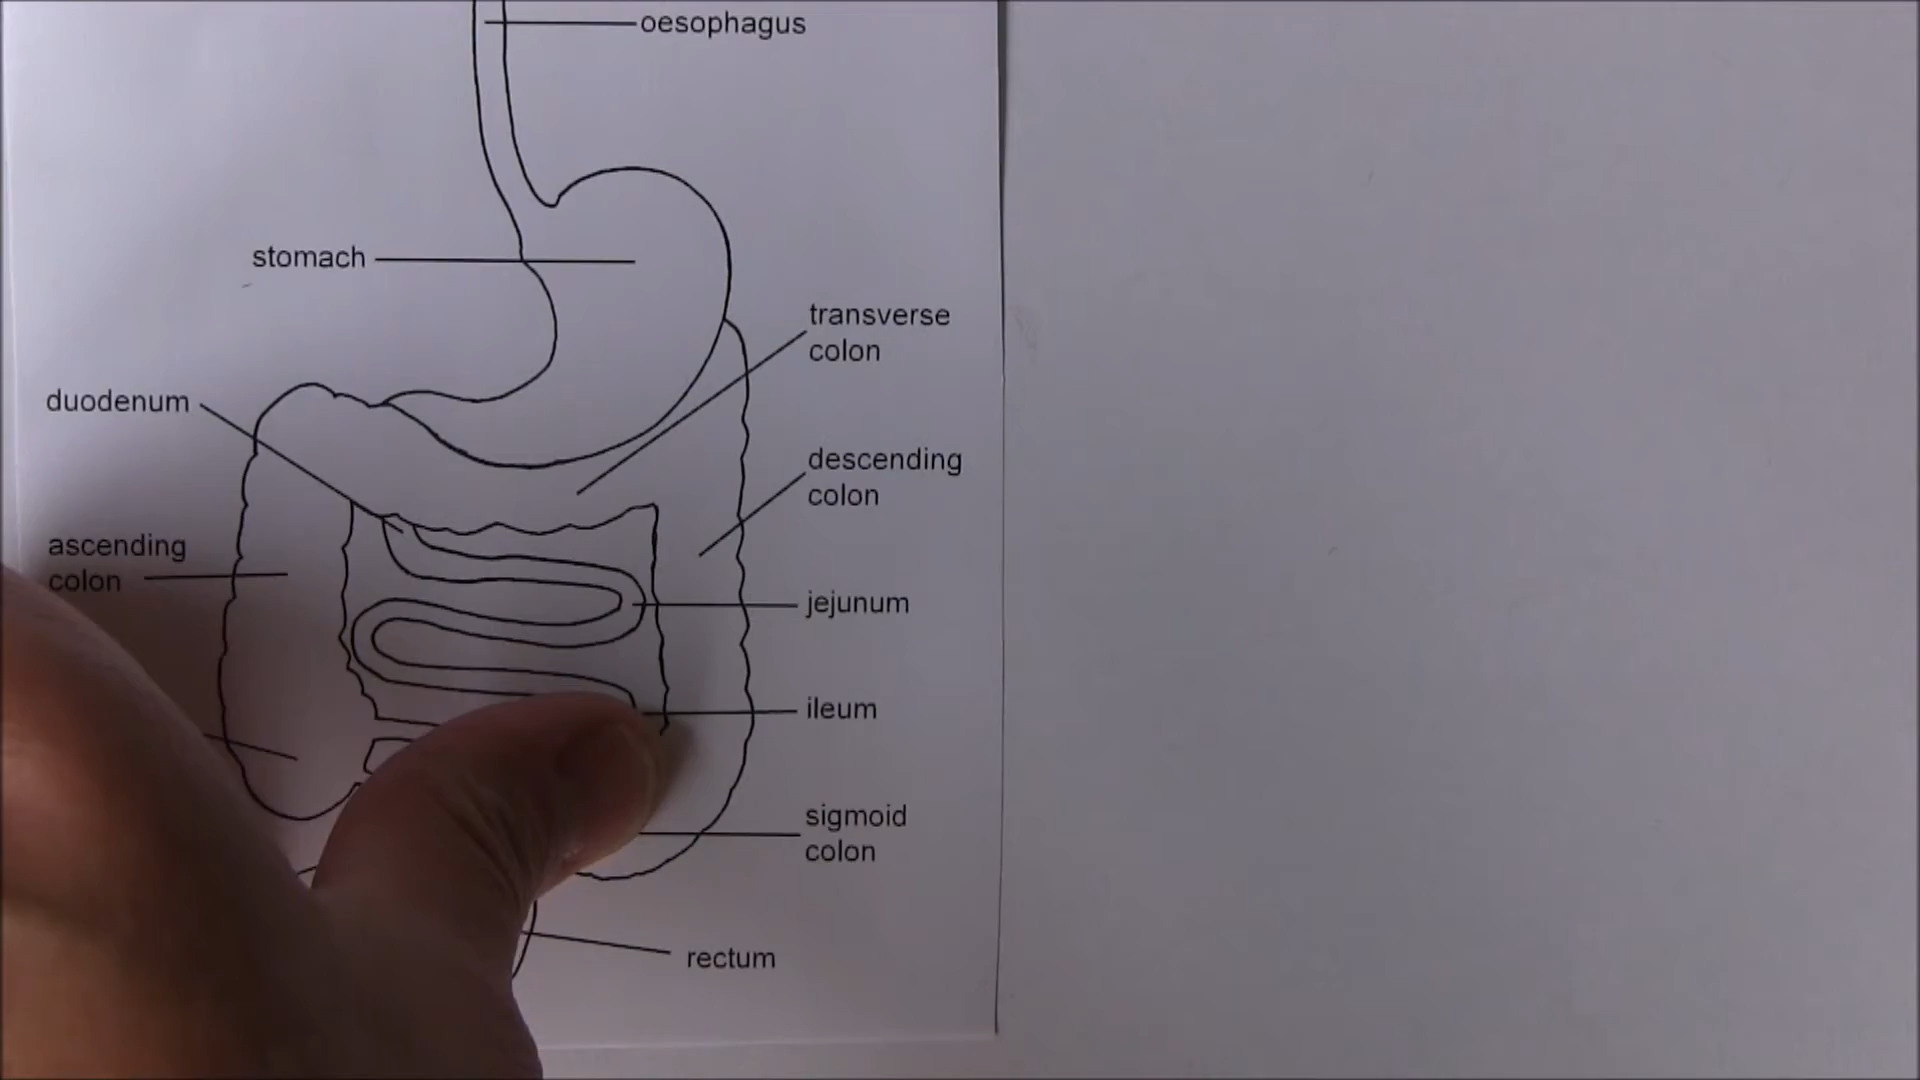 oesophagus
stomach
transverse
colon
duodenum
descending
colon
ascending
colon
jejunum
ileum
sigmoid
colon
rectum